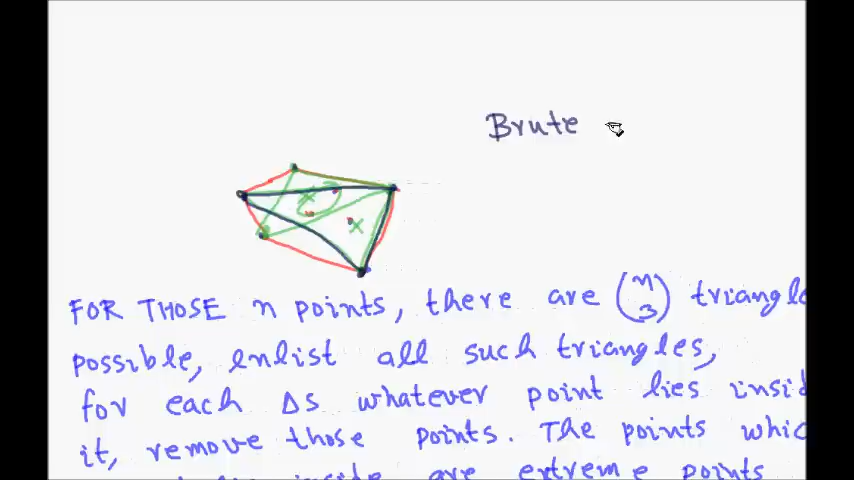 Brute
FOR THOSE n points, there are (n 3) triangle
possible, enlist all such triangles,
for each Δs whatever point lies insid
it, remove those points. The points whic
inside are extreme points